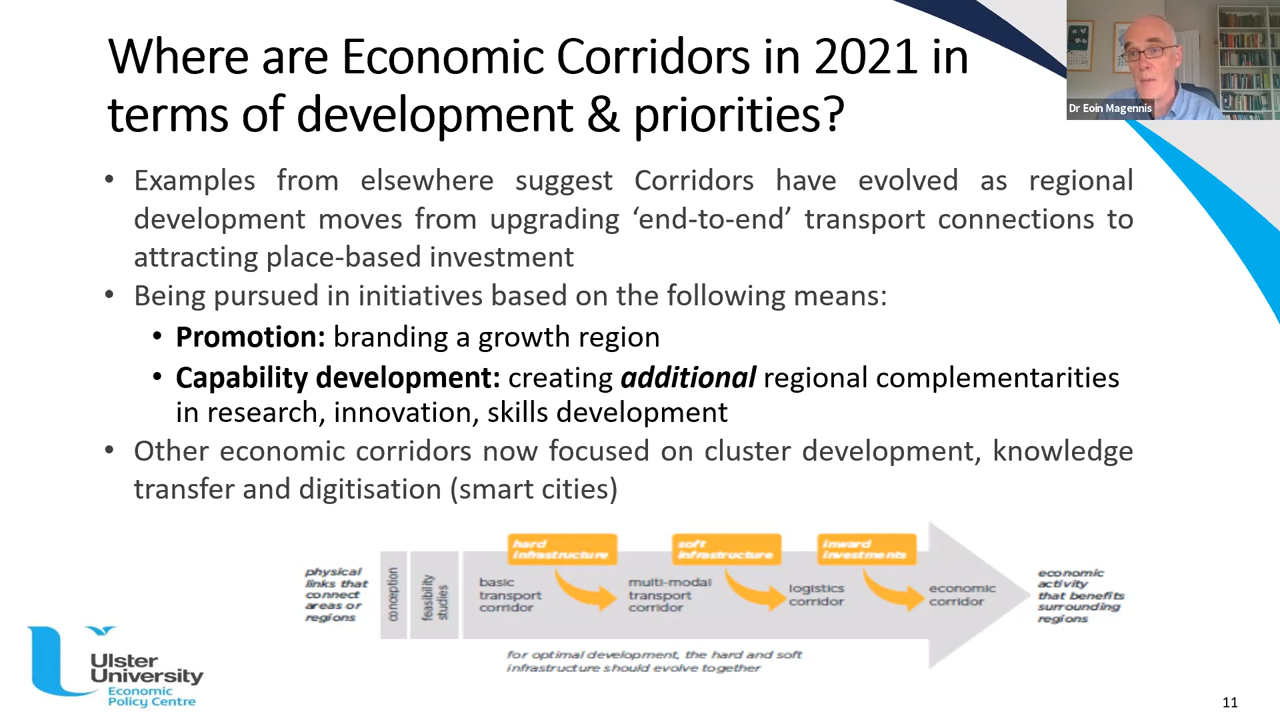 Where are Economic Corridors in 2021 in
terms of development & priorities?
Dr Eoin Magennis
• Examples from elsewhere suggest Corridors have evolved as regional
development moves from upgrading ‘end-to-end’ transport connections to
attracting place-based investment
• Being pursued in initiatives based on the following means:
• Promotion: branding a growth region
• Capability development: creating additional regional complementarities
in research, innovation, skills development
• Other economic corridors now focused on cluster development, knowledge
transfer and digitisation (smart cities)
physical
links that
connect
areas or
regions
conception
feasibility
studies
hard
infrastructure
basic
transport
corridor
soft
infrastructure
multi-modal
transport
corridor
inward
investments
logistics
corridor
economic
corridor
economic
activity
that benefits
surrounding
regions
for optimal development, the hard and soft
infrastructure should evolve together
Ulster
University
Economic
Policy Centre
11